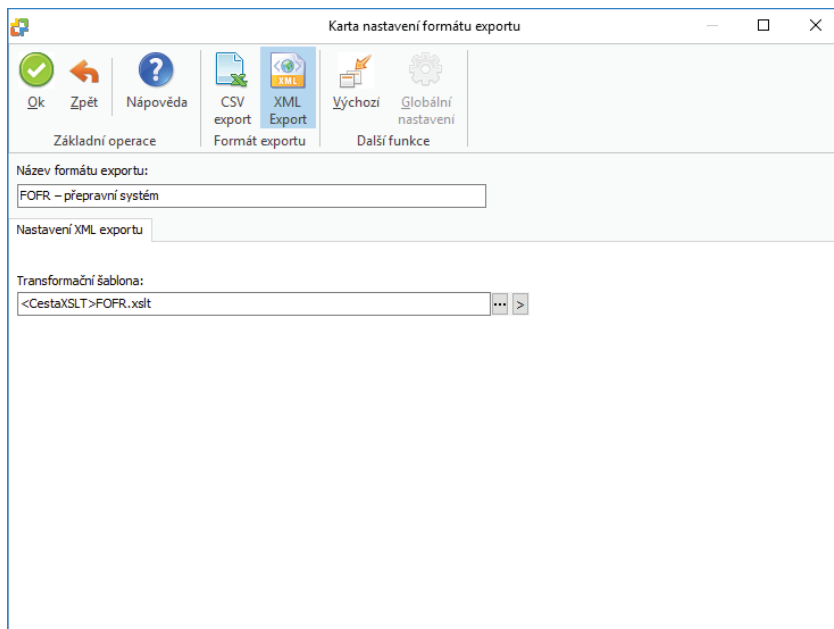 Karta nastavení formátu exportu
Ok
Zpět
Nápověda
CSV
export
XML
XML
Export
Výchozí
Globální
nastavení
Základní operace
Formát exportu
Další funkce
Název formátu exportu:
FOFR – přepravní systém
Nastavení XML exportu
Transformační šablona:
<CestaXSLT>FOFR.xslt
... >